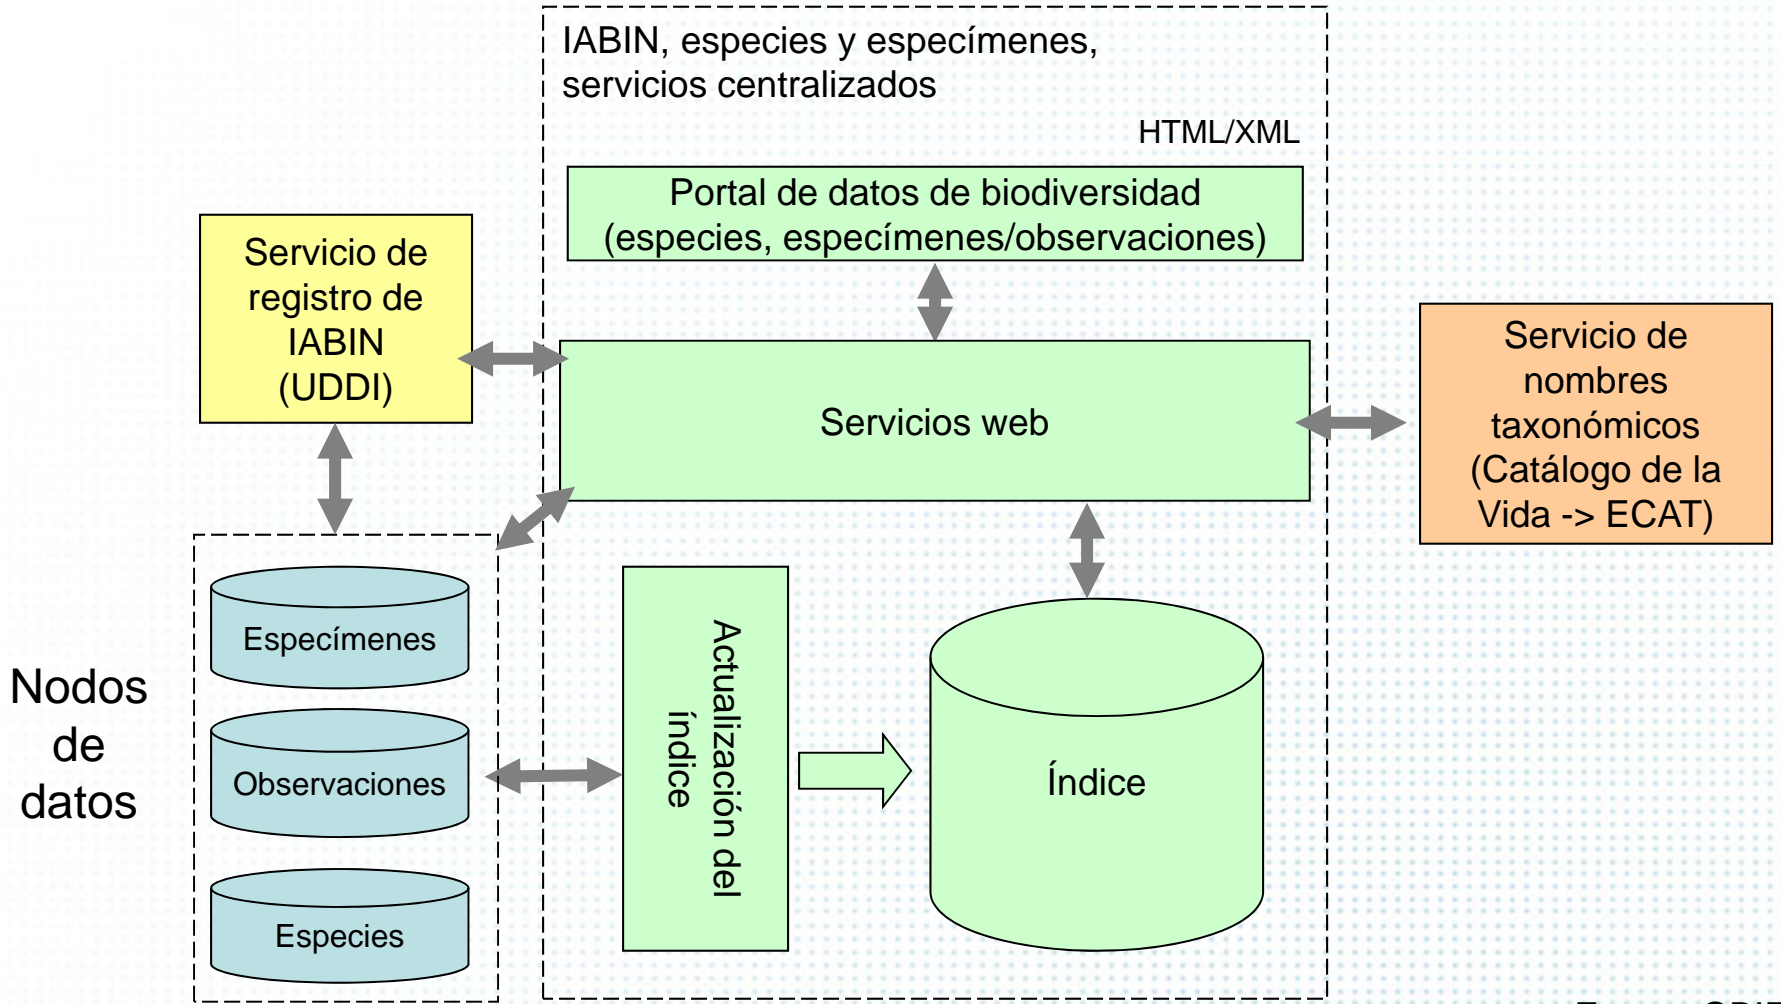 IABIN, especies y especímenes,
servicios centralizados
HTML/XML
Portal de datos de biodiversidad
(especies, especímenes/observaciones)
Servicio de
registro de
IABIN
(UDDI)
Servicios web
Servicio de
nombres
taxonómicos
(Catálogo de la
Vida -> ECAT)
Nodos
de
datos
Especímenes
Observaciones
Especies
Actualización del
índice
Índice